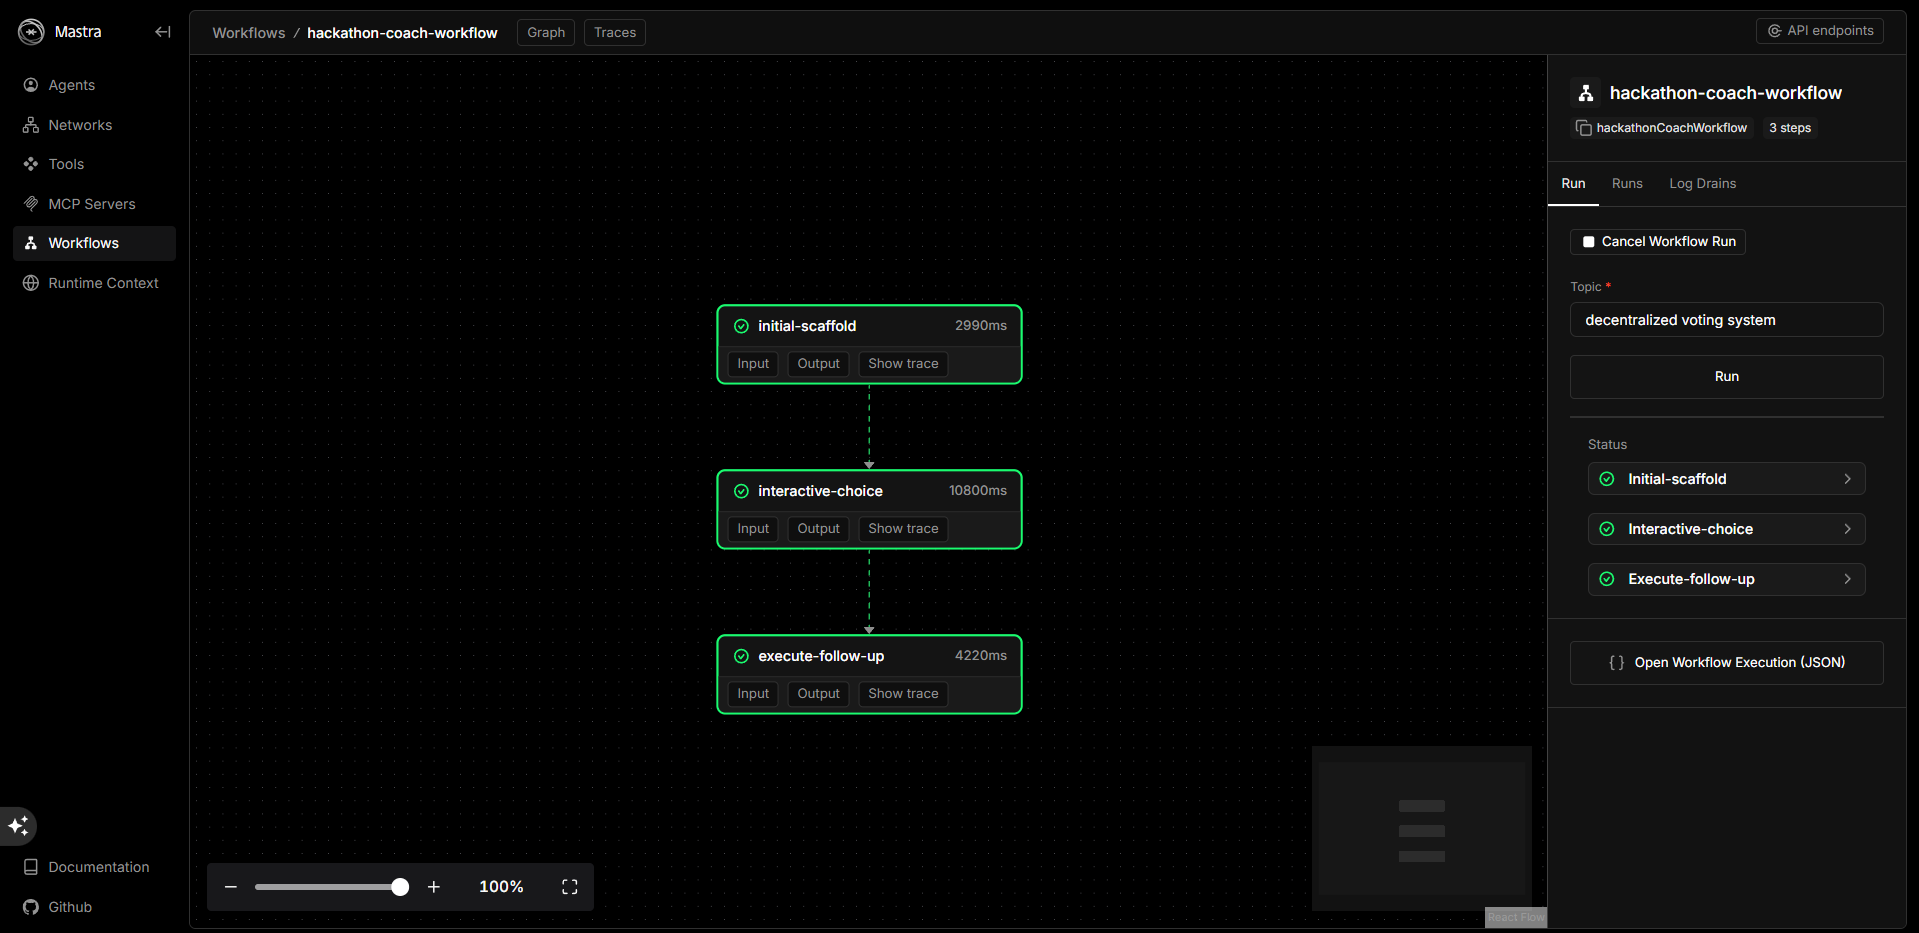 Mastra
Agents
Networks
Tools
MCP Servers
Workflows
Runtime Context
Documentation
Github
Workflows / hackathon-coach-workflow Graph Traces
API endpoints
initial-scaffold 2990ms
Input Output Show trace
interactive-choice 10800ms
Input Output Show trace
execute-follow-up 4220ms
Input Output Show trace
100%
React Flow
hackathon-coach-workflow
hackathonCoachWorkflow 3 steps
Run Runs Log Drains
Cancel Workflow Run
Topic *
decentralized voting system
Run
Status
Initial-scaffold
Interactive-choice
Execute-follow-up
{ } Open Workflow Execution (JSON)